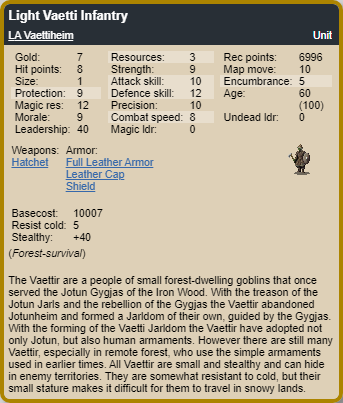 Light Vaetti Infantry
LA Vaettiheim Unit
Gold: 7 Resources: 3 Rec points: 6996
Hit points: 8 Strength: 9 Map move: 10
Size: 1 Attack skill: 10 Encumbrance: 5
Protection: 9 Defence skill: 12 Age: 60
Magic res: 12 Precision: 10 (100)
Morale: 9 Combat speed: 8 Undead ldr: 0
Leadership: 40 Magic ldr: 0
Weapons: Armor:
Hatchet Full Leather Armor
Leather Cap
Shield
Basecost: 10007
Resist cold: 5
Stealthy: +40
(Forest-survival)
The Vaettir are a people of small forest-dwelling goblins that once
served the Jotun Gygjas of the Iron Wood. With the treason of the
Jotun Jarls and the rebellion of the Gygjas the Vaettir abandoned
Jotunheim and formed a Jarldom of their own, guided by the Gygjas.
With the forming of the Vaetti Jarldom the Vaettir have adopted not
only Jotun, but also human armaments. However there are still many
Vaettir, especially in remote forest, who use the simple armaments
used in earlier times. All Vaettir are small and stealthy and can hide
in enemy territories. They are somewhat resistant to cold, but their
small stature makes it difficult for them to travel in snowy lands.